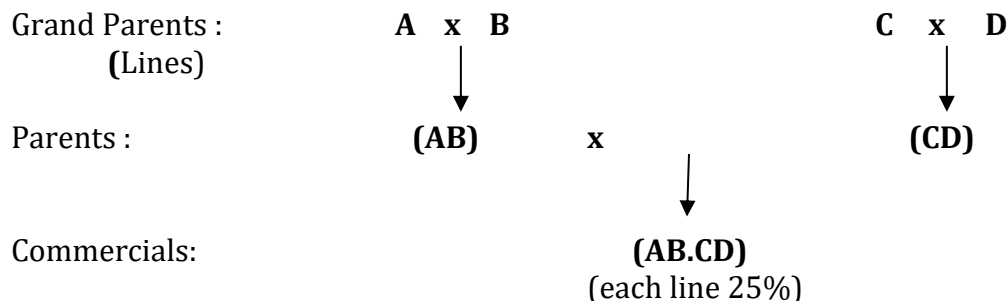 Grand Parents : A x B C x D
(Lines)
Parents : (AB) x (CD)
Commercials: (AB.CD)
(each line 25%)